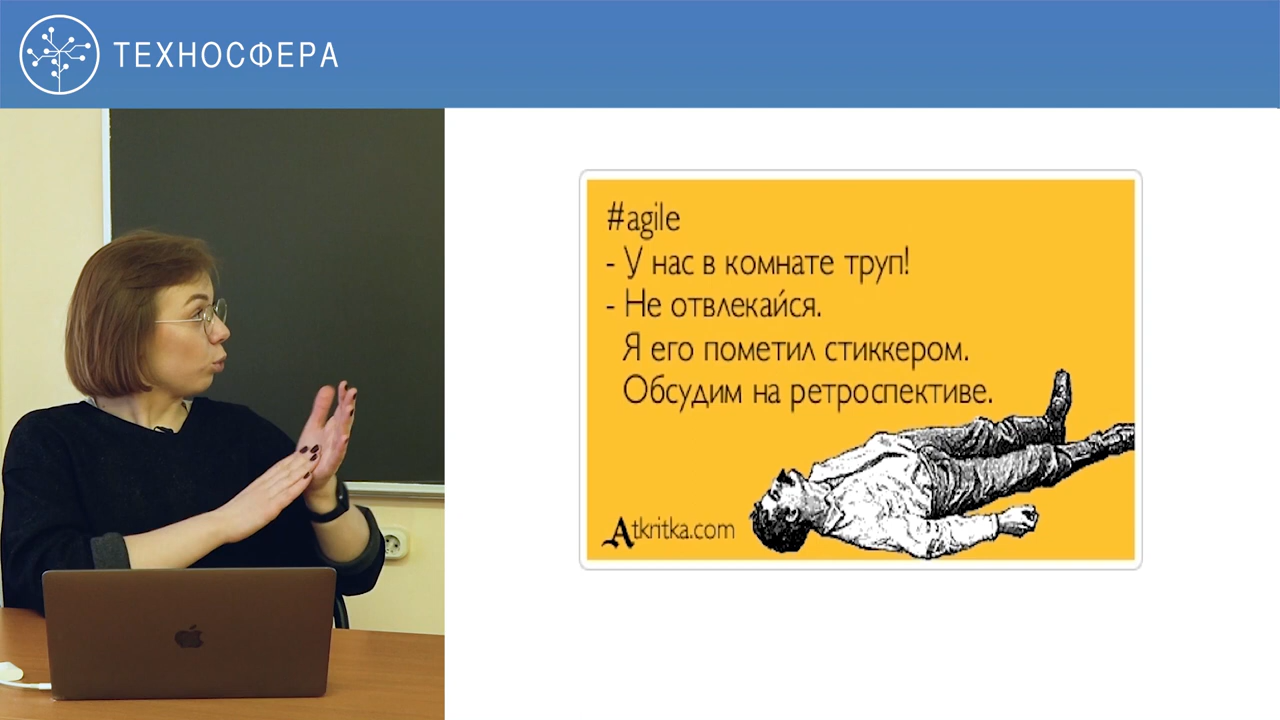 ТЕХНОСФЕРА
#agile
- У нас в комнате труп!
- Не отвлекайся.
Я его пометил стиккером.
Обсудим на ретроспективе.
Atkritka.com